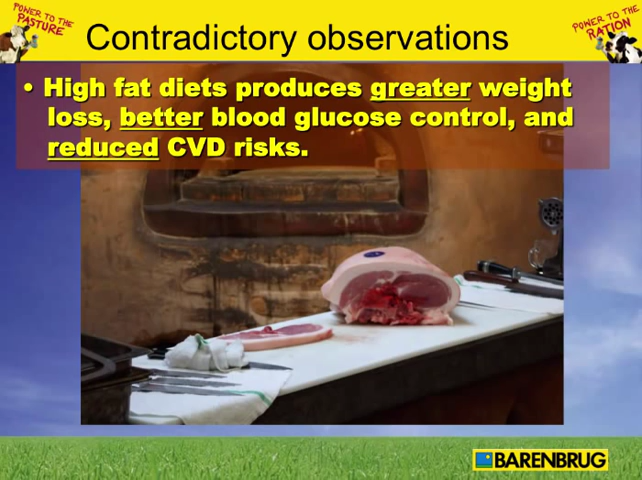 POWER TO THE
PASTURE
Contradictory observations
POWER TO THE
RATION
• High fat diets produces greater weight
loss, better blood glucose control, and
reduced CVD risks.
BARENBRUG